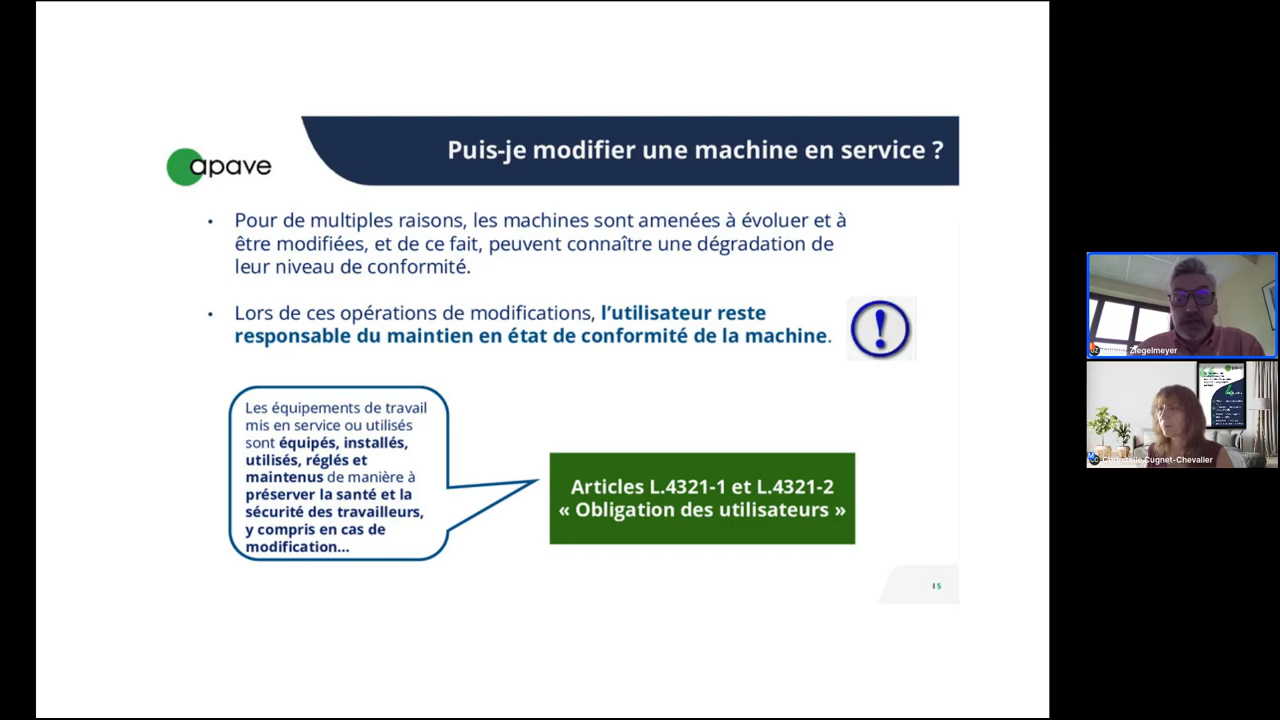 Puis-je modifier une machine en service ?
apave
• Pour de multiples raisons, les machines sont amenées à évoluer et à
être modifiées, et de ce fait, peuvent connaître une dégradation de
leur niveau de conformité.
• Lors de ces opérations de modifications, l’utilisateur reste
responsable du maintien en état de conformité de la machine.
Les équipements de travail
mis en service ou utilisés
sont équipés, installés,
utilisés, réglés et
maintenus de manière à
préserver la santé et la
sécurité des travailleurs,
y compris en cas de
modification...
Articles L.4321-1 et L.4321-2
« Obligation des utilisateurs »
15
Ziegelmeyer
Cugnet-Chevalier